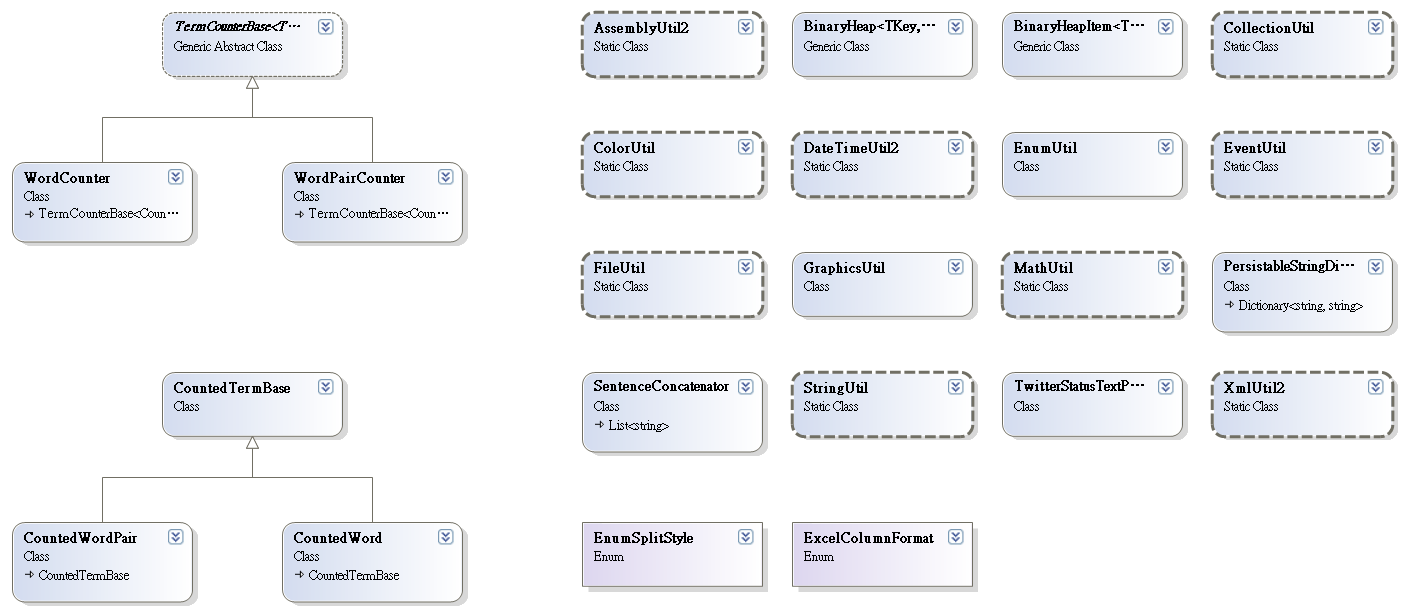 TermCounterBase<T···
Generic Abstract Class
WordCounter
Class
TermCounterBase<Coun···
WordPairCounter
Class
TermCounterBase<Coun···
CountedTermBase
Class
CountedWordPair
Class
CountedTermBase
CountedWord
Class
CountedTermBase
AssemblyUtil2
Static Class
BinaryHeap<TKey,···
Generic Class
BinaryHeapItem<T···
Generic Class
CollectionUtil
Static Class
ColorUtil
Static Class
DateTimeUtil2
Static Class
EnumUtil
Class
EventUtil
Static Class
FileUtil
Static Class
GraphicsUtil
Class
MathUtil
Static Class
PersistableStringDi···
Class
Dictionary<string, string>
SentenceConcatenator
Class
List<string>
StringUtil
Static Class
TwitterStatusTextP···
Class
XmlUtil2
Static Class
EnumSplitStyle
Enum
ExcelColumnFormat
Enum